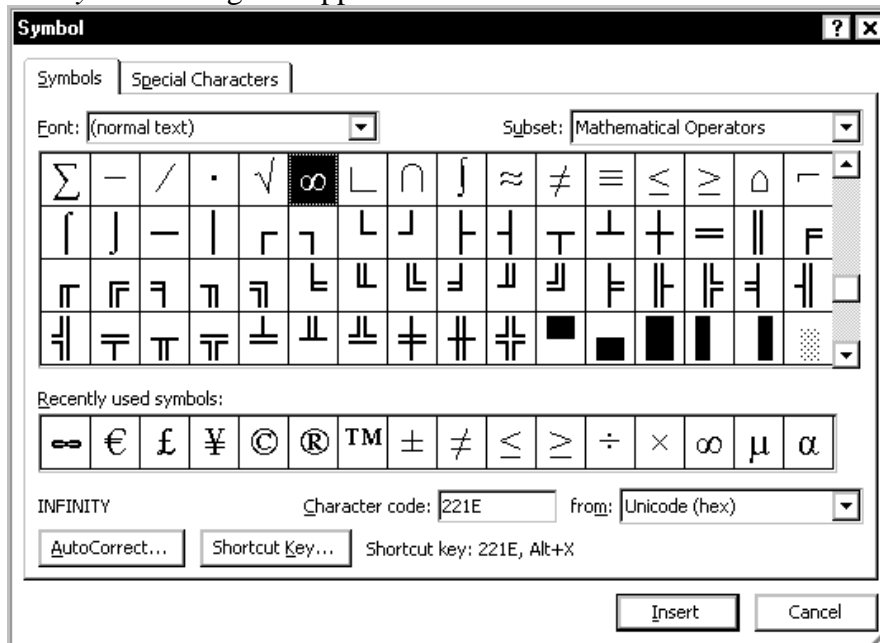 Symbol ? X
Symbols Special Characters
Font: (normal text) Subset: Mathematical Operators
∑ − ∕ ∙ √ ∞ ∟ ∩ ∫ ≈ ≠ ≡ ≤ ≥ ⌂ ⌐
⌠ ⌡ ─ │ ┌ ┐ └ ┘ ├ ┤ ┬ ┴ ┼ ═ ║ ╒
╓ ╔ ╕ ╖ ╗ ╘ ╙ ╚ ╛ ╜ ╝ ╞ ╟ ╠ ╡ ╢
╣ ╤ ╥ ╦ ╧ ╨ ╩ ╪ ╫ ╬ ▀ ▄ █ ▌ ▐ ░
Recently used symbols:
∞ € £ ¥ © ® ™ ± ≠ ≤ ≥ ÷ × ∞ µ α
INFINITY Character code: 221E from: Unicode (hex)
AutoCorrect... Shortcut Key... Shortcut key: 221E, Alt+X
Insert Cancel